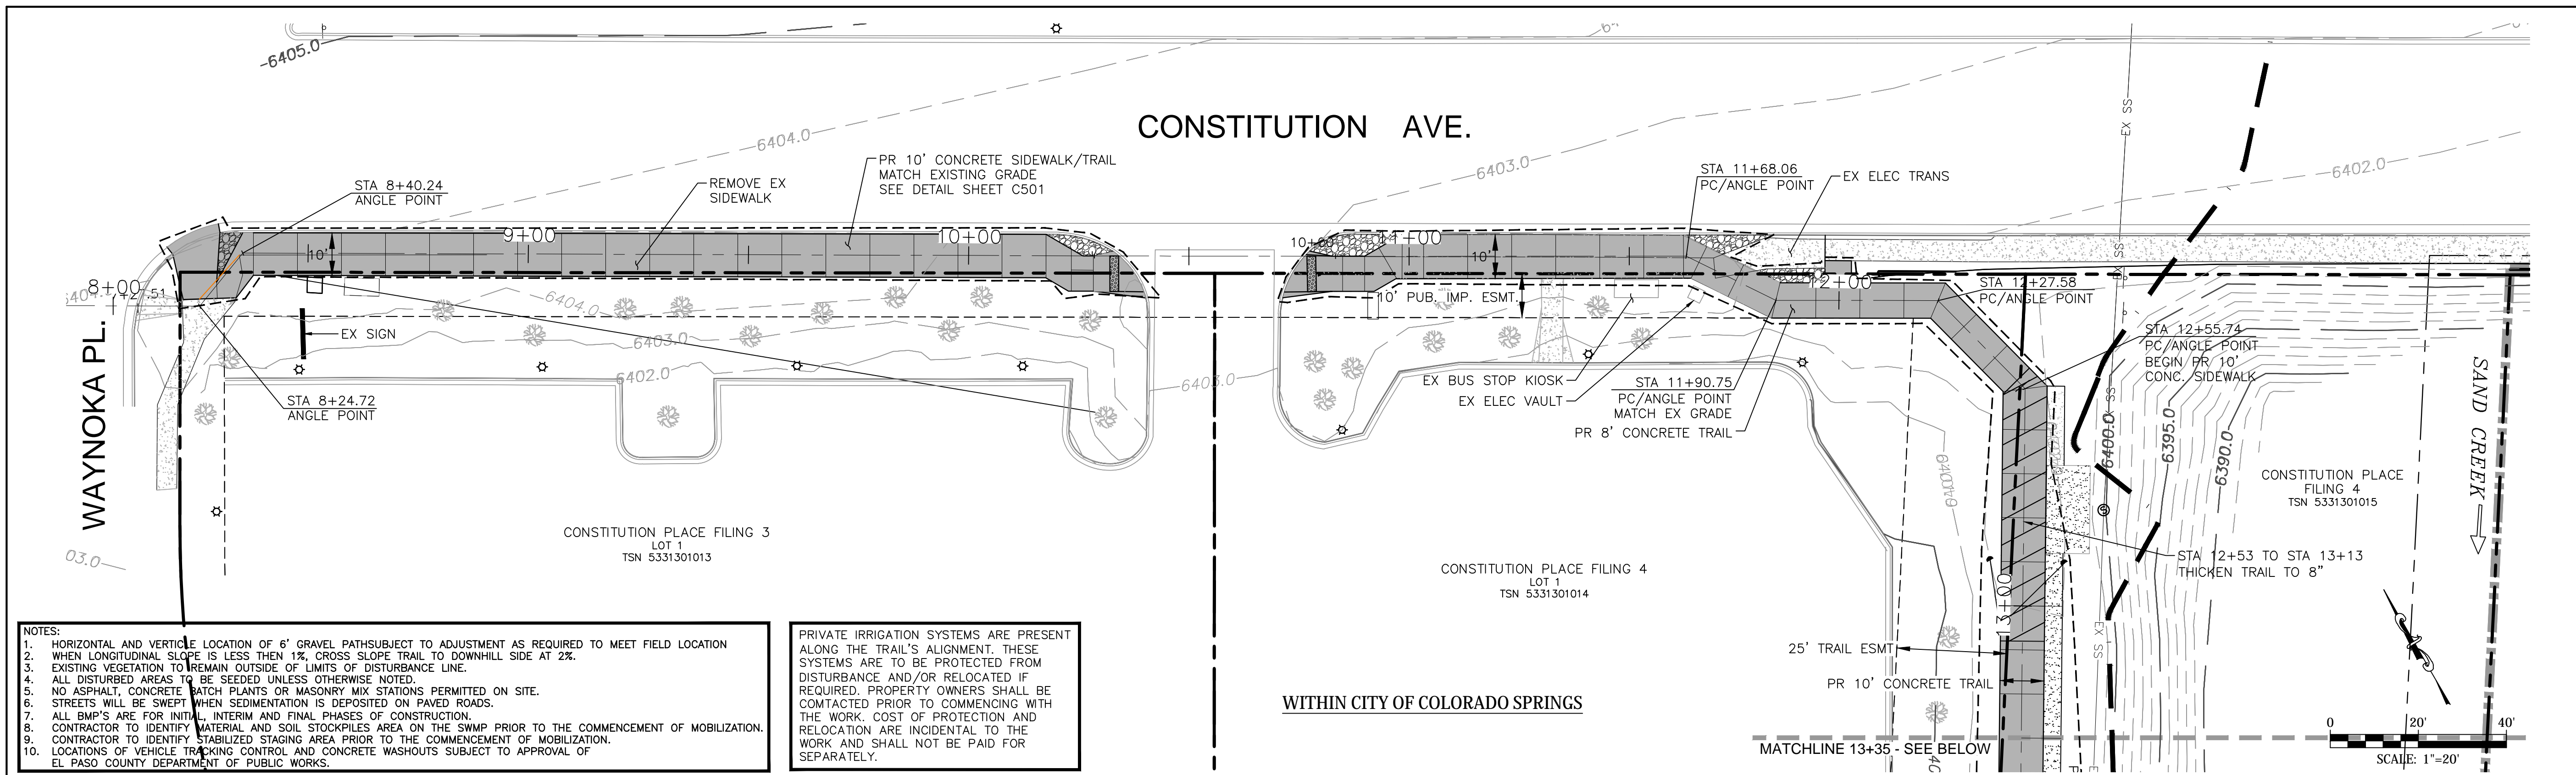 -6405.0
CONSTITUTION AVE.
6404.0
6403.0
6402.0
EX SS
STA 8+40.24
ANGLE POINT
REMOVE EX
SIDEWALK
PR 10' CONCRETE SIDEWALK/TRAIL
MATCH EXISTING GRADE
SEE DETAIL SHEET C501
STA 11+68.06
PC/ANGLE POINT
EX ELEC TRANS
9+00
10+00
10'
11+00
10'
8+00
10' PUB. IMP. ESMT.
STA 12+27.58
PC/ANGLE POINT
EX SS
WAYNOKA PL.
EX SIGN
6404.0
6403.0
6402.0
6403.0
STA 8+24.72
ANGLE POINT
EX BUS STOP KIOSK
EX ELEC VAULT
STA 11+90.75
PC/ANGLE POINT
MATCH EX GRADE
PR 8' CONCRETE TRAIL
STA 12+55.74
PC/ANGLE POINT
BEGIN PR 10'
CONC. SIDEWALK
6400.0
6395.0
6390.0
SAND CREEK
CONSTITUTION PLACE
FILING 4
TSN 5331301015
CONSTITUTION PLACE FILING 3
LOT 1
TSN 5331301013
CONSTITUTION PLACE FILING 4
LOT 1
TSN 5331301014
STA 12+53 TO STA 13+13
THICKEN TRAIL TO 8"
03.0
13+00
EX SS
25' TRAIL ESMT
PR 10' CONCRETE TRAIL
NOTES:
1. HORIZONTAL AND VERTICLE LOCATION OF 6' GRAVEL PATHSUBJECT TO ADJUSTMENT AS REQUIRED TO MEET FIELD LOCATION
2. WHEN LONGITUDINAL SLOPE IS LESS THEN 1%, CROSS SLOPE TRAIL TO DOWNHILL SIDE AT 2%.
3. EXISTING VEGETATION TO REMAIN OUTSIDE OF LIMITS OF DISTURBANCE LINE.
4. ALL DISTURBED AREAS TO BE SEEDED UNLESS OTHERWISE NOTED.
5. NO ASPHALT, CONCRETE BATCH PLANTS OR MASONRY MIX STATIONS PERMITTED ON SITE.
6. STREETS WILL BE SWEPT WHEN SEDIMENTATION IS DEPOSITED ON PAVED ROADS.
7. ALL BMP'S ARE FOR INITIAL, INTERIM AND FINAL PHASES OF CONSTRUCTION.
8. CONTRACTOR TO IDENTIFY MATERIAL AND SOIL STOCKPILES AREA ON THE SWMP PRIOR TO THE COMMENCEMENT OF MOBILIZATION.
9. CONTRACTOR TO IDENTIFY STABILIZED STAGING AREA PRIOR TO THE COMMENCEMENT OF MOBILIZATION.
10. LOCATIONS OF VEHICLE TRACKING CONTROL AND CONCRETE WASHOUTS SUBJECT TO APPROVAL OF
EL PASO COUNTY DEPARTMENT OF PUBLIC WORKS.
PRIVATE IRRIGATION SYSTEMS ARE PRESENT
ALONG THE TRAIL'S ALIGNMENT. THESE
SYSTEMS ARE TO BE PROTECTED FROM
DISTURBANCE AND/OR RELOCATED IF
REQUIRED. PROPERTY OWNERS SHALL BE
COMTACTED PRIOR TO COMMENCING WITH
THE WORK. COST OF PROTECTION AND
RELOCATION ARE INCIDENTAL TO THE
WORK AND SHALL NOT BE PAID FOR
SEPARATELY.
WITHIN CITY OF COLORADO SPRINGS
MATCHLINE 13+35 - SEE BELOW
0 20' 40'
SCALE: 1"=20'